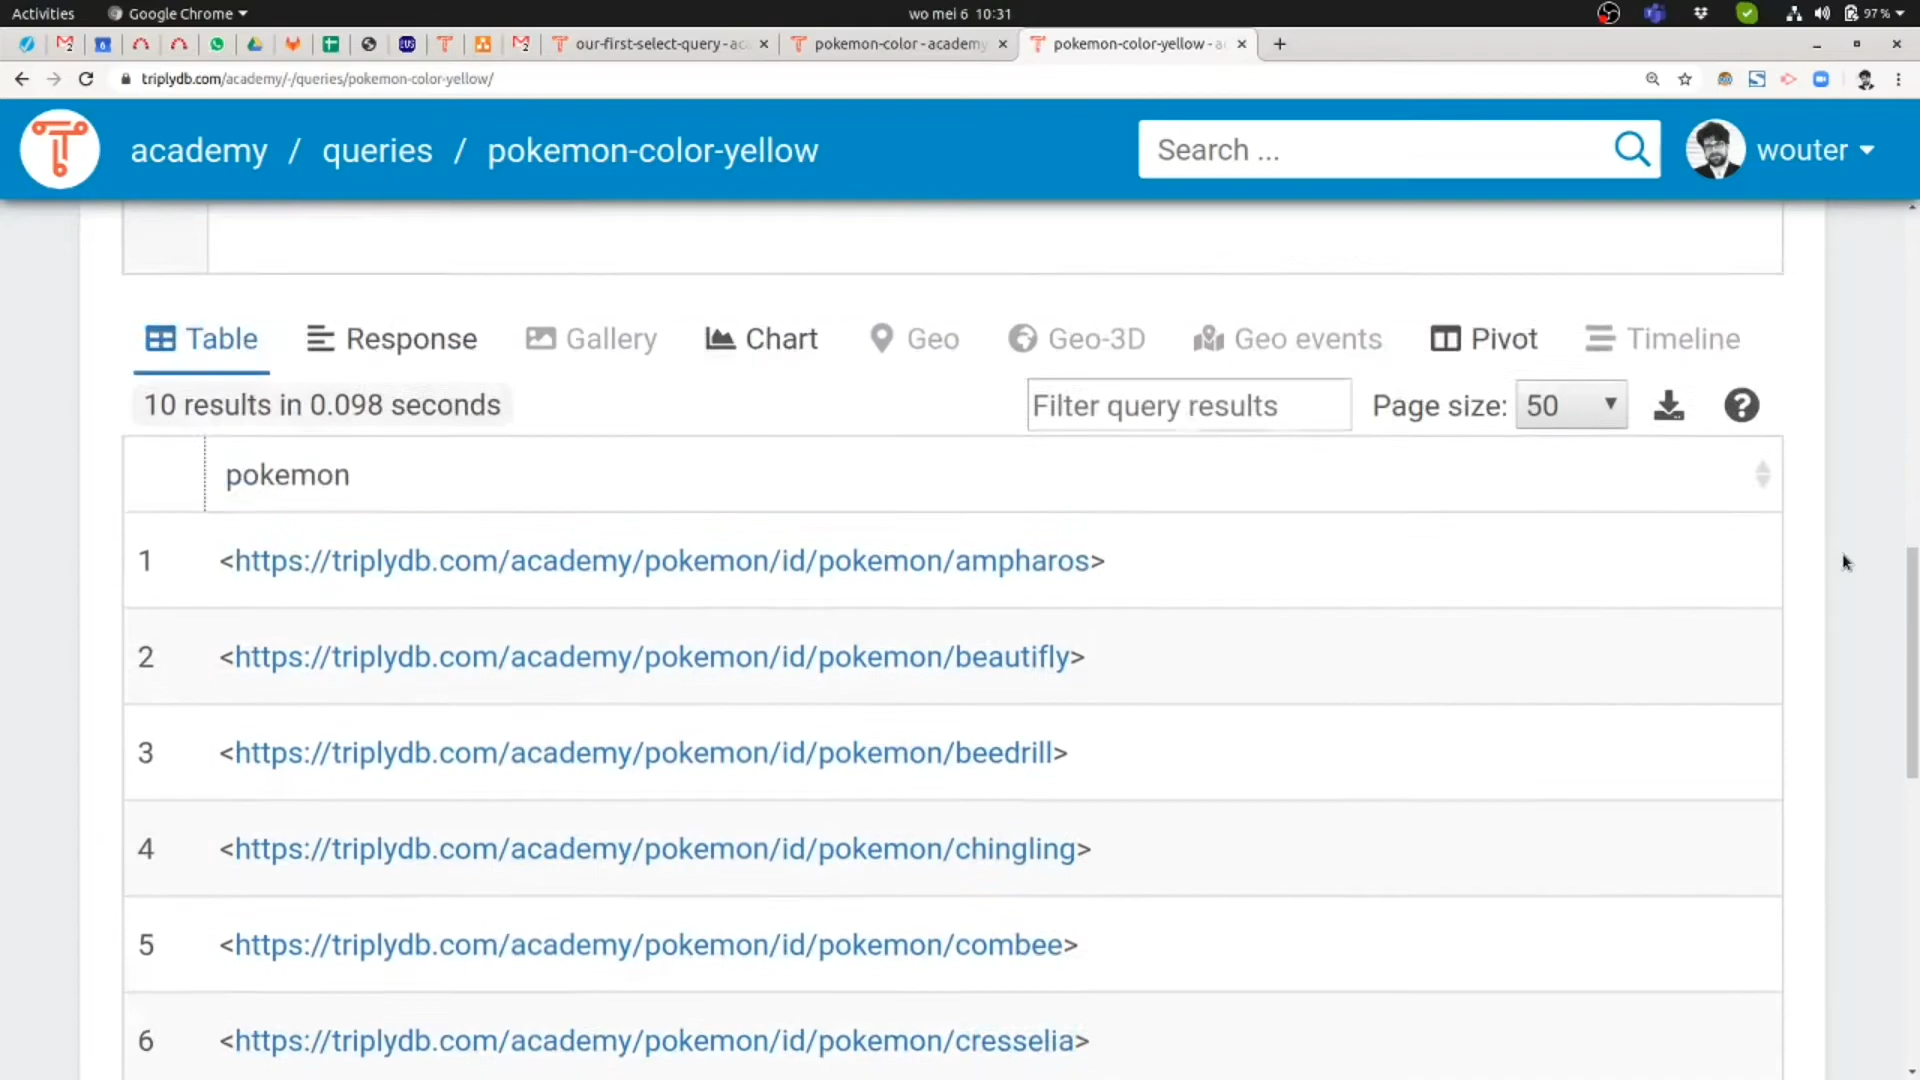 Activities Google Chrome wo mei 6 10:31 97 %
our-first-select-query - aca pokemon-color - academy pokemon-color-yellow - a
triplydb.com/academy/-/queries/pokemon-color-yellow/
academy / queries / pokemon-color-yellow Search ... wouter
Table Response Gallery Chart Geo Geo-3D Geo events Pivot Timeline
10 results in 0.098 seconds Filter query results Page size: 50
pokemon
1 <https://triplydb.com/academy/pokemon/id/pokemon/ampharos>
2 <https://triplydb.com/academy/pokemon/id/pokemon/beautifly>
3 <https://triplydb.com/academy/pokemon/id/pokemon/beedrill>
4 <https://triplydb.com/academy/pokemon/id/pokemon/chingling>
5 <https://triplydb.com/academy/pokemon/id/pokemon/combee>
6 <https://triplydb.com/academy/pokemon/id/pokemon/cresselia>